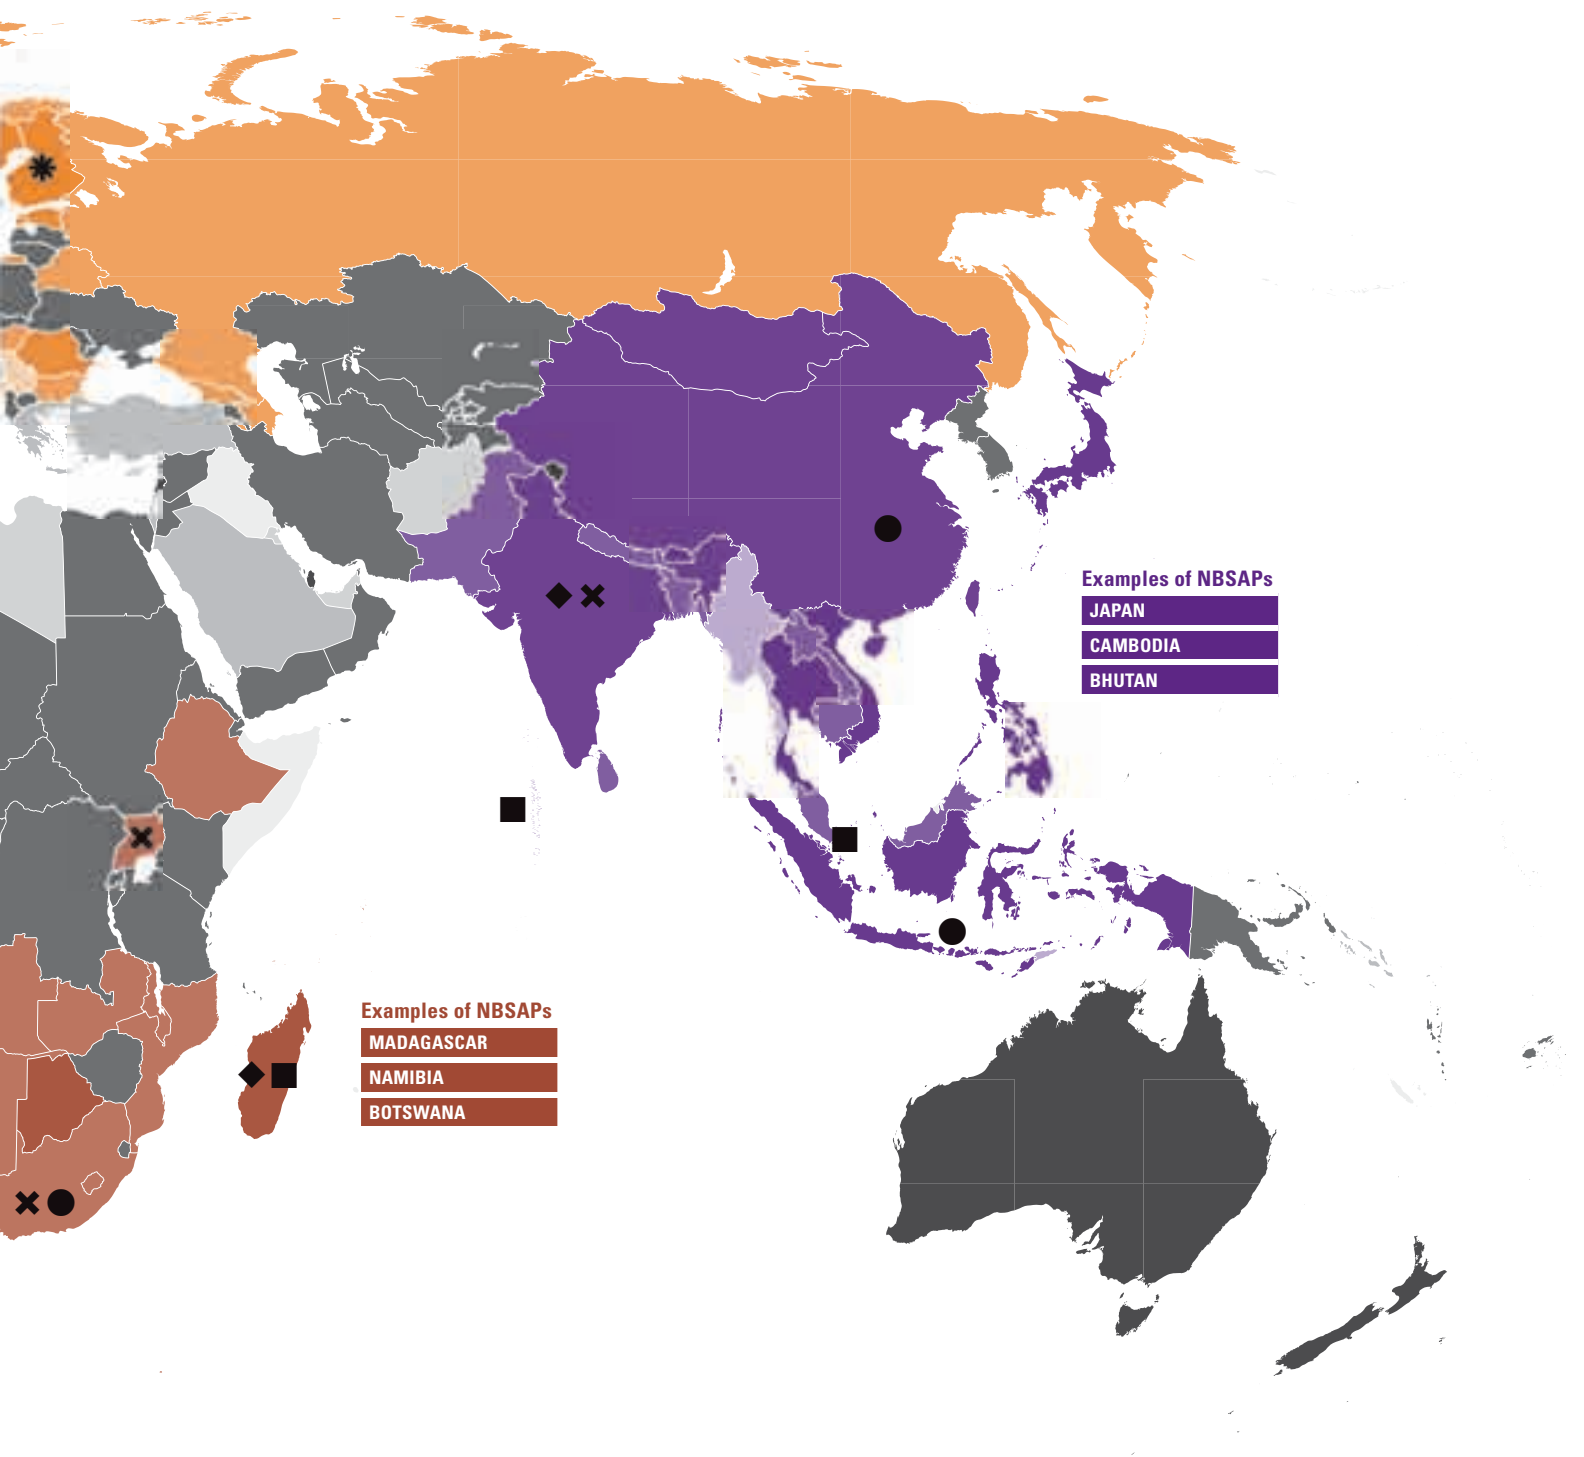 Examples of NBSAPs
JAPAN
CAMBODIA
BHUTAN
Examples of NBSAPs
MADAGASCAR
NAMIBIA
BOTSWANA